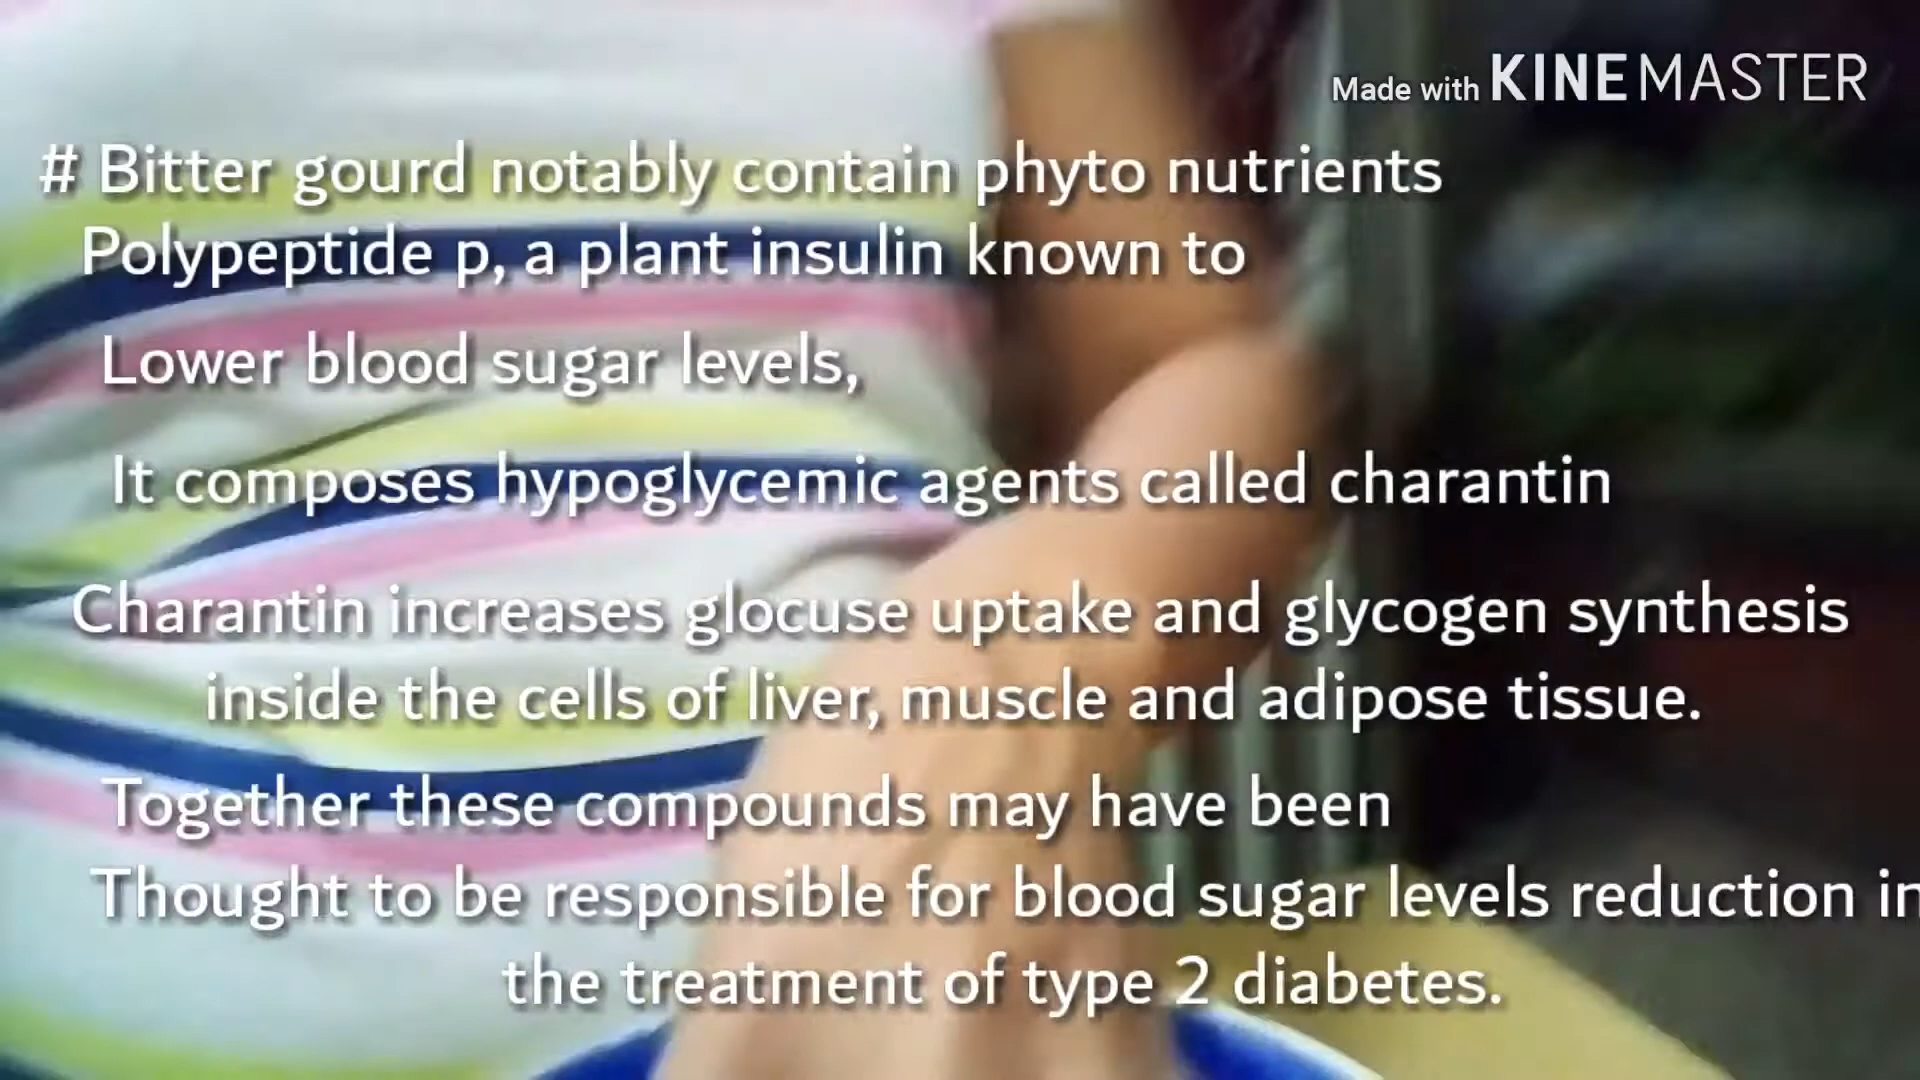 Made with KINEMASTER
# Bitter gourd notably contain phyto nutrients
Polypeptide p, a plant insulin known to
Lower blood sugar levels,
It composes hypoglycemic agents called charantin
Charantin increases glocuse uptake and glycogen synthesis
inside the cells of liver, muscle and adipose tissue.
Together these compounds may have been
Thought to be responsible for blood sugar levels reduction in
the treatment of type 2 diabetes.